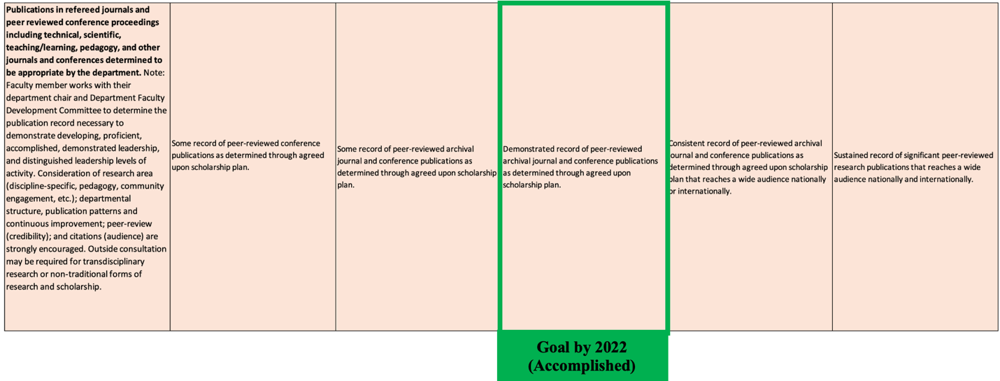 Publications in refereed journals and
peer reviewed conference proceedings
including technical, scientific,
teaching/learning, pedagogy, and other
journals and conferences determined to
be appropriate by the department. Note:
Faculty member works with their
department chair and Department Faculty
Development Committee to determine the
publication record necessary to
demonstrate developing, proficient,
accomplished, demonstrated leadership,
and distinguished leadership levels of
activity. Consideration of research area
(discipline-specific, pedagogy, community
engagement, etc.); departmental
structure, publication patterns and
continuous improvement; peer-review
(credibility); and citations (audience) are
strongly encouraged. Outside consultation
may be required for transdisciplinary
research or non-traditional forms of
research and scholarship.
Some record of peer-reviewed conference
publications as determined through agreed
upon scholarship plan.
Some record of peer-reviewed archival
journal and conference publications as
determined through agreed upon scholarship
plan.
Demonstrated record of peer-reviewed
archival journal and conference publications
as determined through agreed upon
scholarship plan.
Consistent record of peer-reviewed archival
journal and conference publications as
determined through agreed upon scholarship
plan that reaches a wide audience nationally
or internationally.
Sustained record of significant peer-reviewed
research publications that reaches a wide
audience nationally and internationally.
Goal by 2022
(Accomplished)